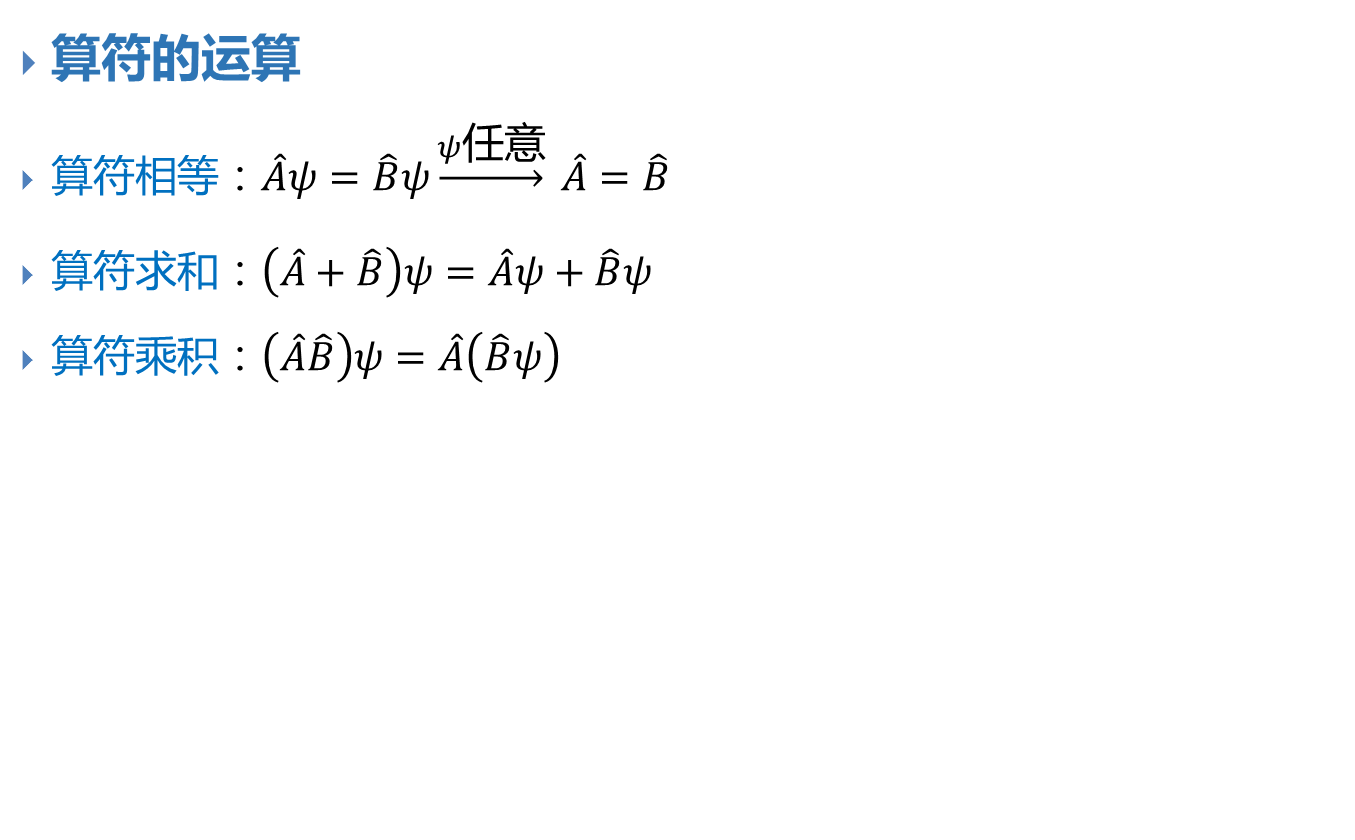 算符的运算
算符相等：Âψ = B̂ψ \xrightarrow{ψ任意} Â = B̂
算符求和：(Â + B̂)ψ = Âψ + B̂ψ
算符乘积：(ÂB̂)ψ = Â(B̂ψ)